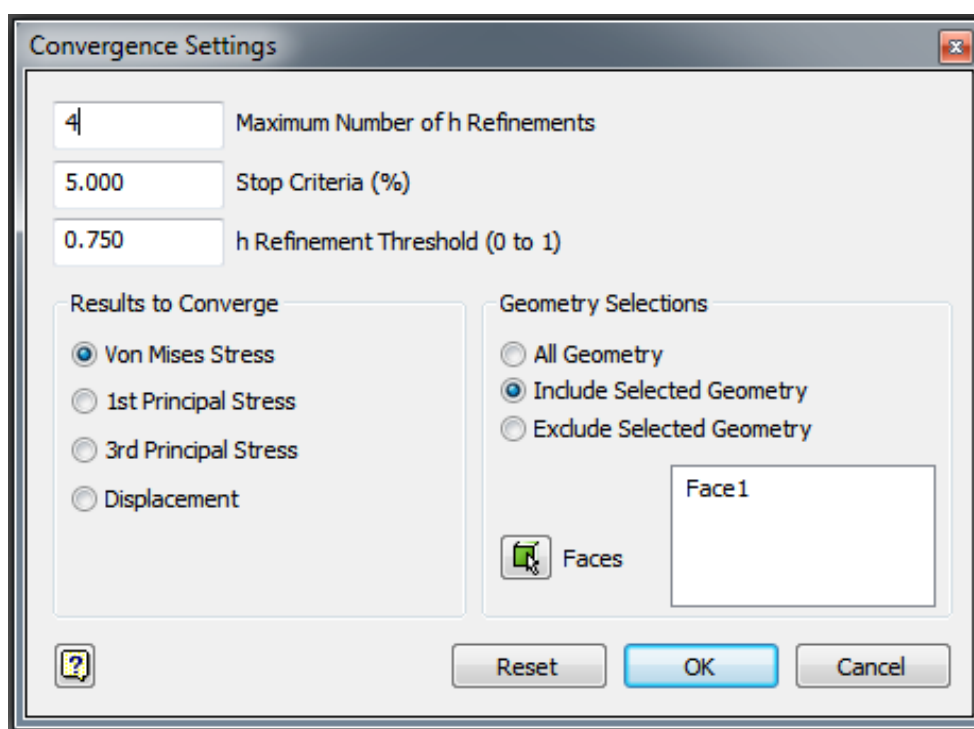 Convergence Settings
4 Maximum Number of h Refinements
5.000 Stop Criteria (%)
0.750 h Refinement Threshold (0 to 1)
Results to Converge
Von Mises Stress
1st Principal Stress
3rd Principal Stress
Displacement
Geometry Selections
All Geometry
Include Selected Geometry
Exclude Selected Geometry
Faces
Face1
Reset
OK
Cancel